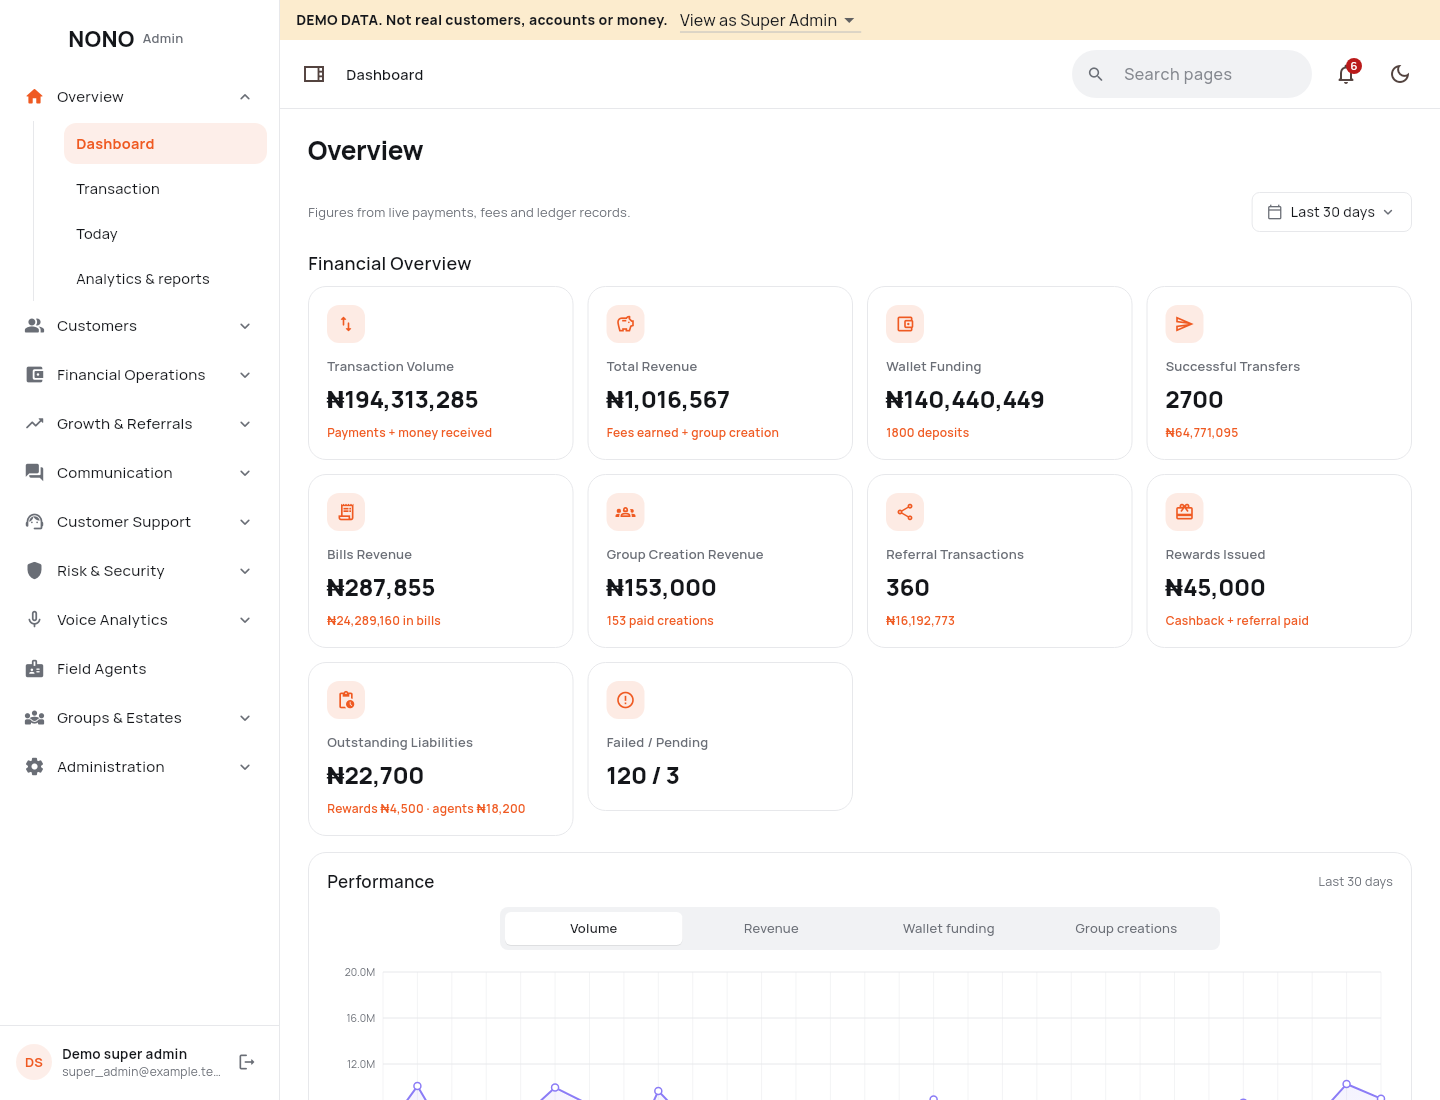 DEMO DATA. Not real customers, accounts or money. View as Super Admin
NONO Admin
Overview
Dashboard
Transaction
Today
Analytics & reports
Customers
Financial Operations
Growth & Referrals
Communication
Customer Support
Risk & Security
Voice Analytics
Field Agents
Groups & Estates
Administration
DS
Demo super admin
super_admin@example.te...
Dashboard
Search pages
6
Overview
Figures from live payments, fees and ledger records.
Last 30 days
Financial Overview
Transaction Volume
₦194,313,285
Payments + money received
Total Revenue
₦1,016,567
Fees earned + group creation
Wallet Funding
₦140,440,449
1800 deposits
Successful Transfers
2700
₦64,771,095
Bills Revenue
₦287,855
₦24,289,160 in bills
Group Creation Revenue
₦153,000
153 paid creations
Referral Transactions
360
₦16,192,773
Rewards Issued
₦45,000
Cashback + referral paid
Outstanding Liabilities
₦22,700
Rewards ₦4,500 · agents ₦18,200
Failed / Pending
120 / 3
Performance
Last 30 days
Volume
Revenue
Wallet funding
Group creations
20.0M
16.0M
12.0M